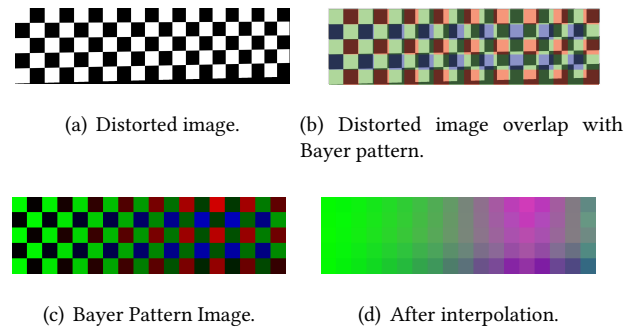 (a) Distorted image.
(b) Distorted image overlap with
Bayer pattern.
(c) Bayer Pattern Image.
(d) After interpolation.